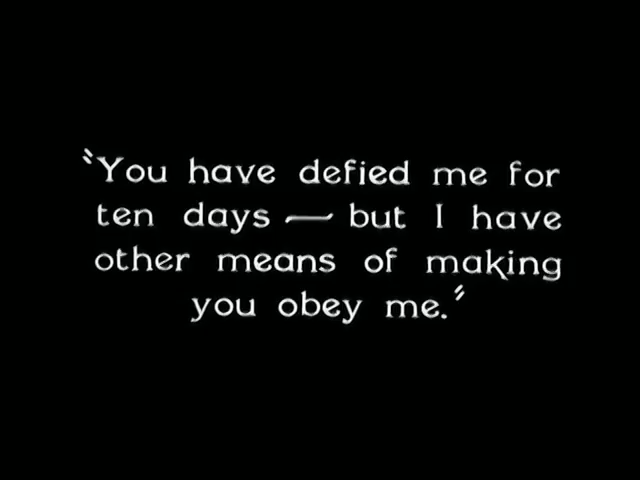 "You have defied me for
ten days — but I have
other means of making
you obey me."